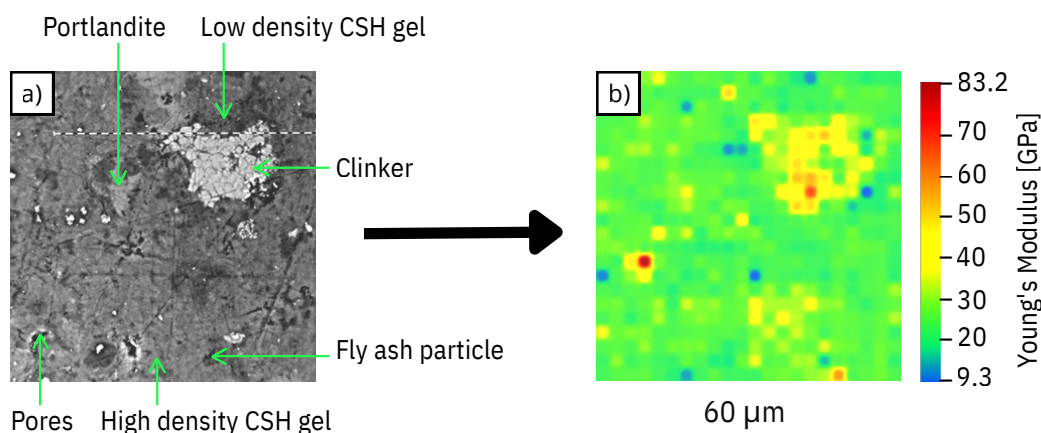 Portlandite
Low density CSH gel
a)
Clinker
Fly ash particle
Pores
High density CSH gel
b)
60 µm
83.2
70
60
50
40
30
20
9.3
Young's Modulus [GPa]